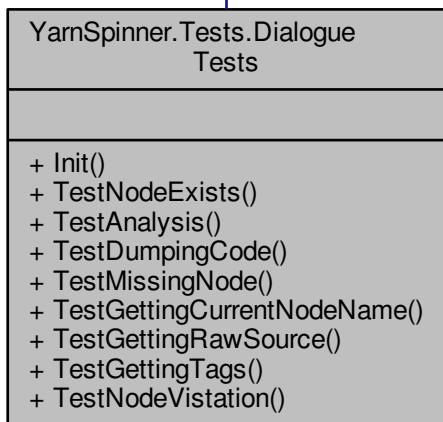 YarnSpinner.Tests.Dialogue
Tests
+ Init()
+ TestNodeExists()
+ TestAnalysis()
+ TestDumpingCode()
+ TestMissingNode()
+ TestGettingCurrentNodeName()
+ TestGettingRawSource()
+ TestGettingTags()
+ TestNodeVistation()